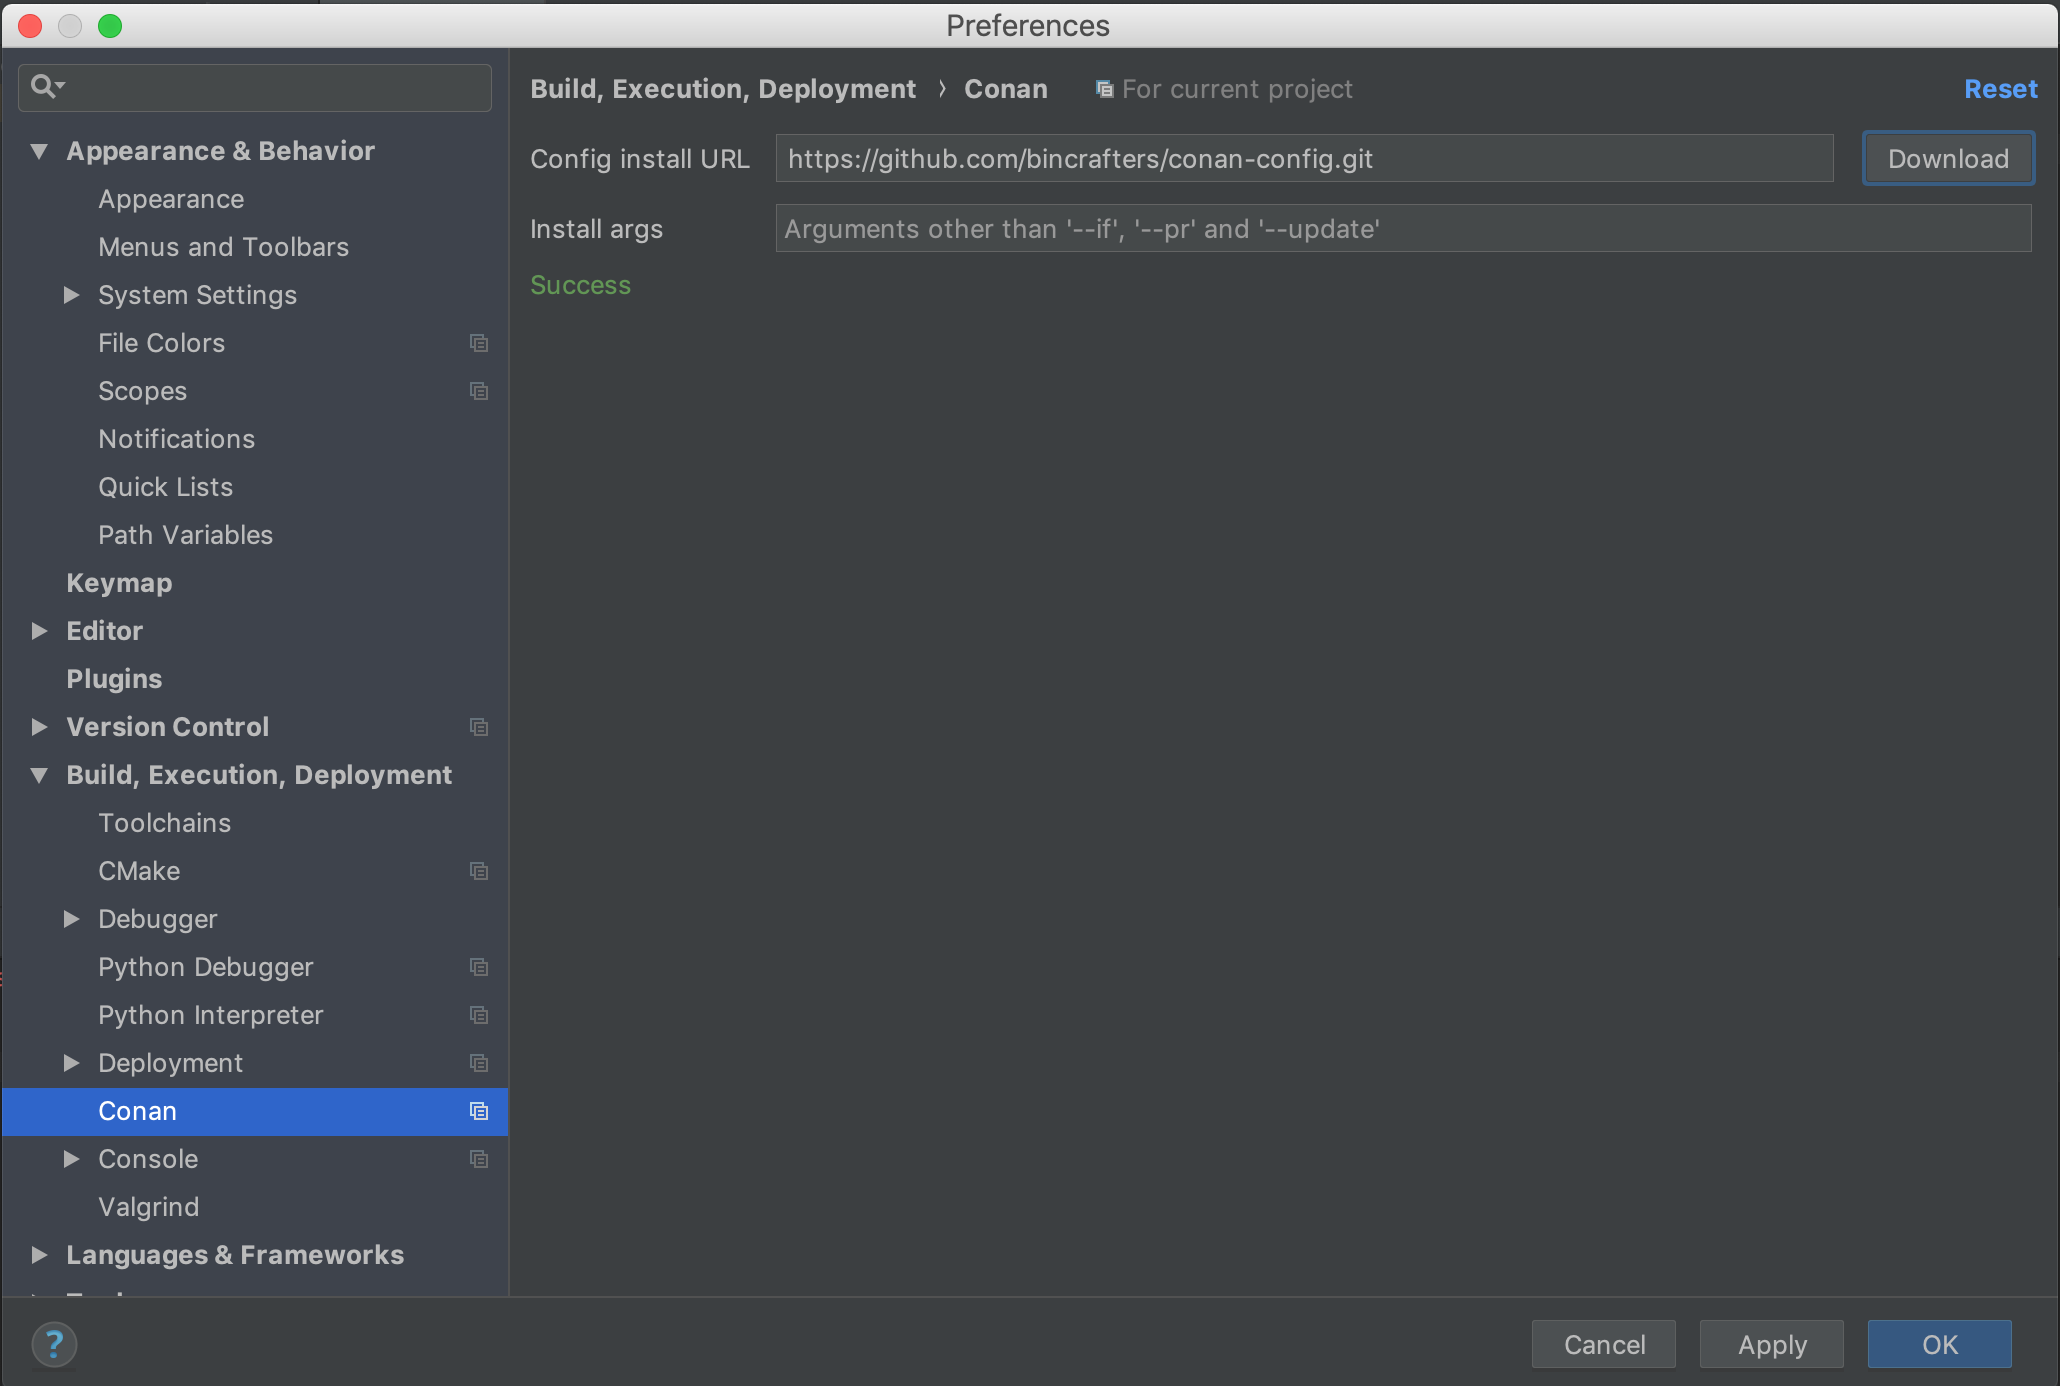 Preferences
Build, Execution, Deployment › Conan For current project Reset
Config install URL https://github.com/bincrafters/conan-config.git Download
Install args Arguments other than '--if', '--pr' and '--update'
Success
Appearance & Behavior
Appearance
Menus and Toolbars
System Settings
File Colors
Scopes
Notifications
Quick Lists
Path Variables
Keymap
Editor
Plugins
Version Control
Build, Execution, Deployment
Toolchains
CMake
Debugger
Python Debugger
Python Interpreter
Deployment
Conan
Console
Valgrind
Languages & Frameworks
? Cancel Apply OK